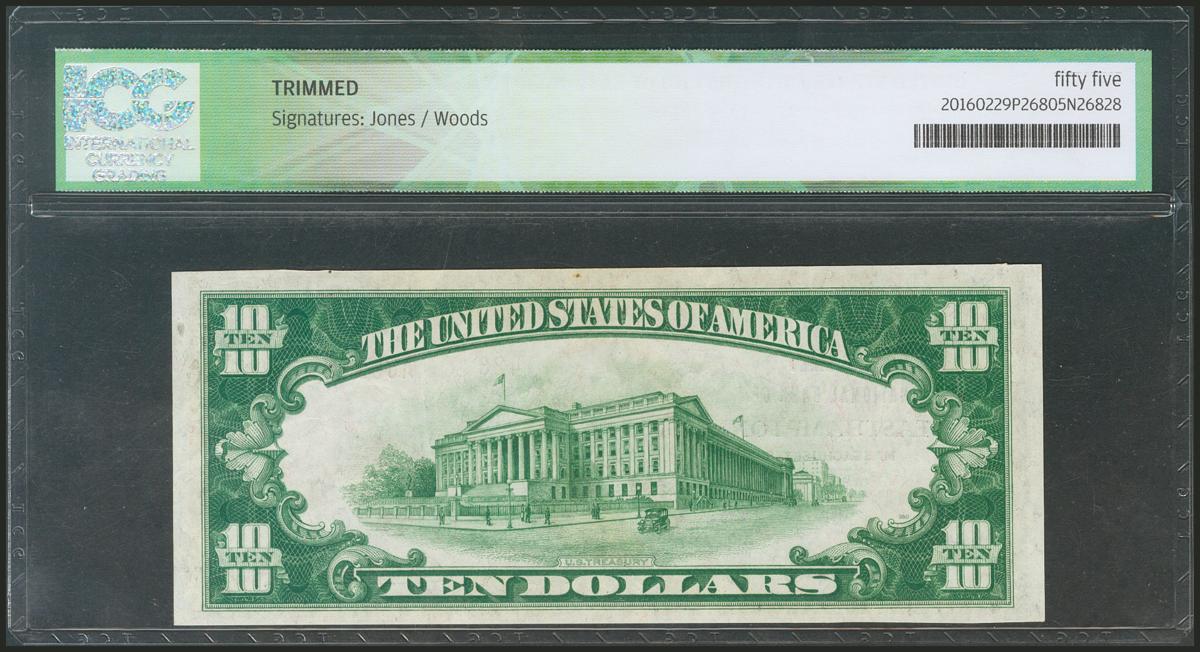 ICG
INTERNATIONAL
CURRENCY
GRADING
TRIMMED
Signatures: Jones / Woods
fifty five
20160229P26805N26828
THE UNITED STATES OF AMERICA
10
TEN
10
10
TEN
10
10
TEN
10
10
TEN
10
U.S. TREASURY
TEN DOLLARS